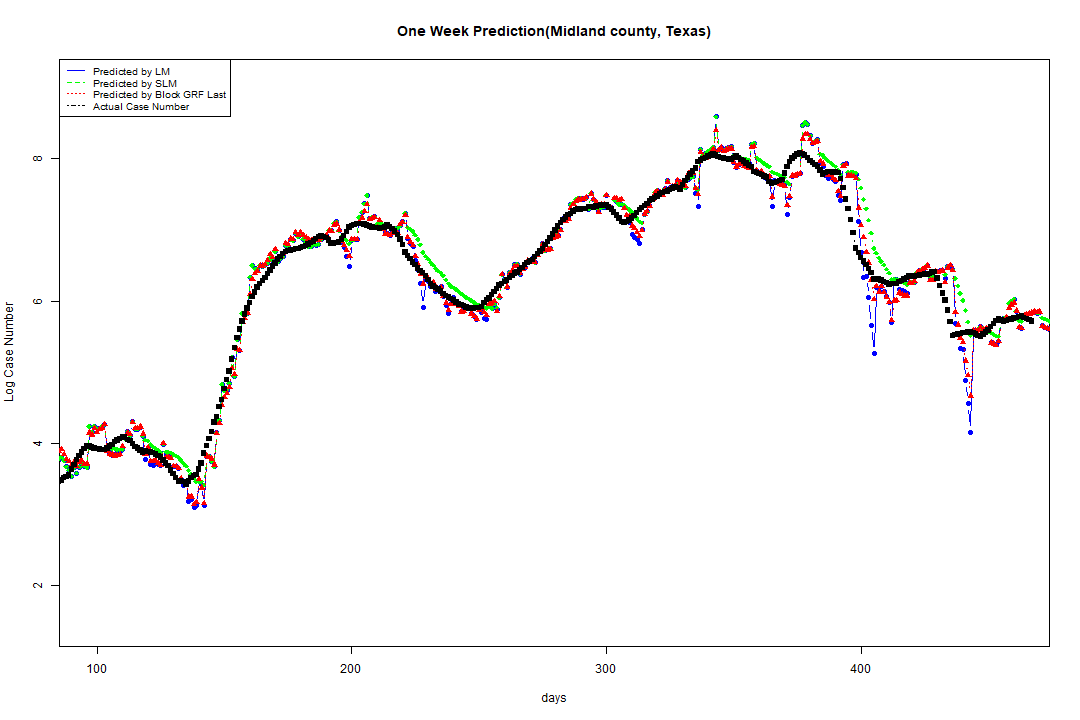 One Week Prediction(Midland county, Texas)
Predicted by LM
Predicted by SLM
Predicted by Block GRF Last
Actual Case Number
Log Case Number
8
6
4
2
100 200 300 400
days